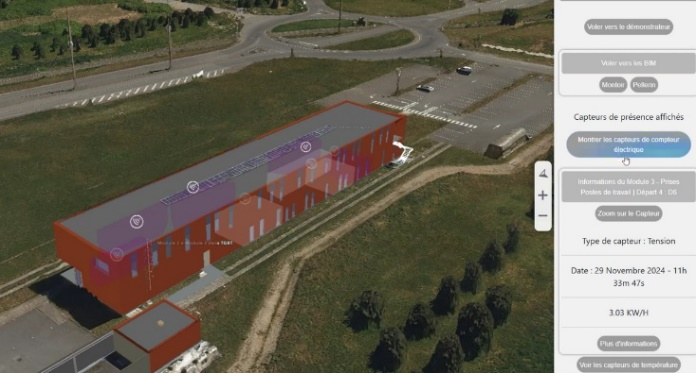 Voler vers le démonstrateur
Voler vers les BIM
Montoir
Pellerin
Capteurs de présence affichés
Montrer les capteurs de compteur
électrique
Informations du Module 3 - Prises
Postes de travail | Départ 4 : D6
Zoom sur le Capteur
Type de capteur : Tension
Date : 29 Novembre 2024 - 11h
33m 47s
3.03 KW/H
Plus d'informations
Voir les capteurs de température